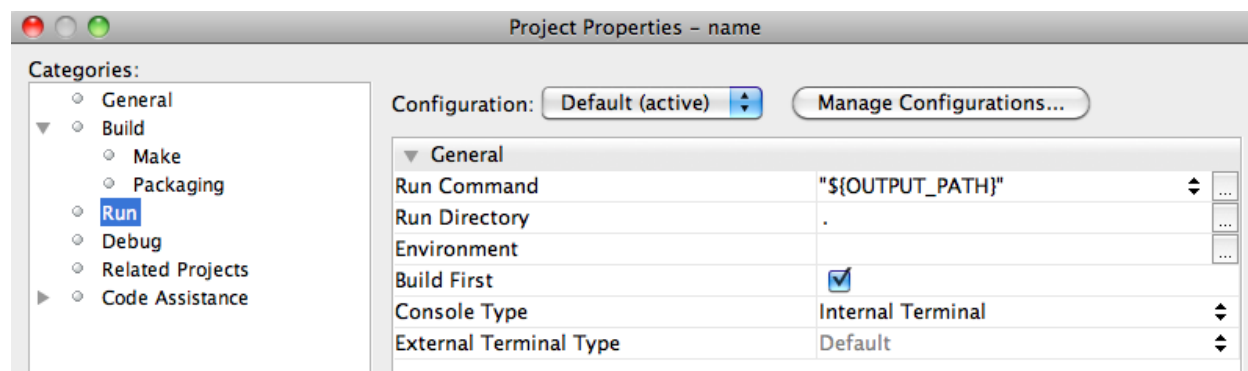 Project Properties – name
Categories:
General
Build
Make
Packaging
Run
Debug
Related Projects
Code Assistance
Configuration: Default (active) Manage Configurations...
General
Run Command "${OUTPUT_PATH}" ...
Run Directory . ...
Environment ...
Build First
Console Type Internal Terminal
External Terminal Type Default